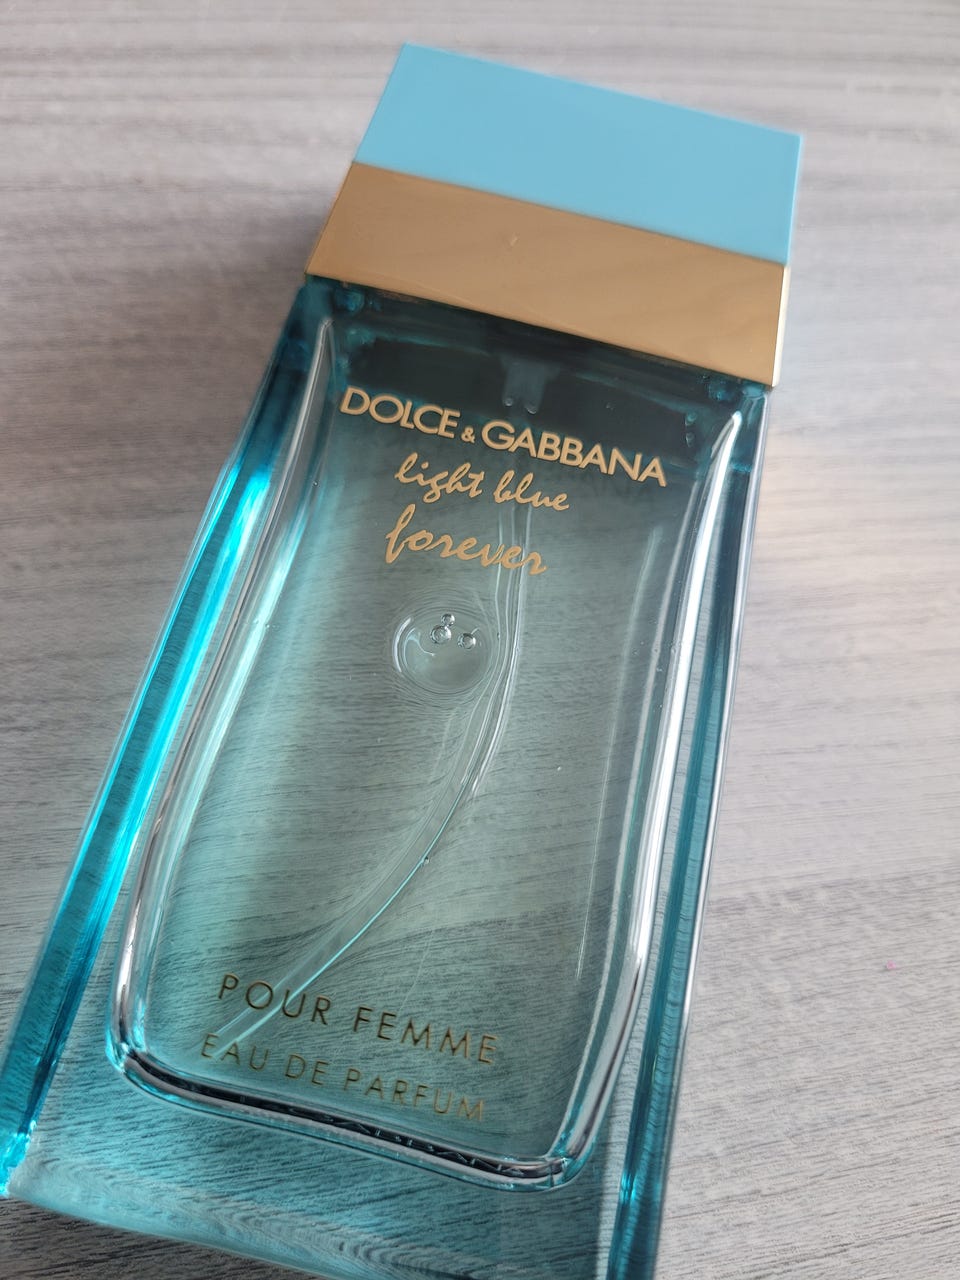 DOLCE & GABBANA
light blue
forever
POUR FEMME
EAU DE PARFUM